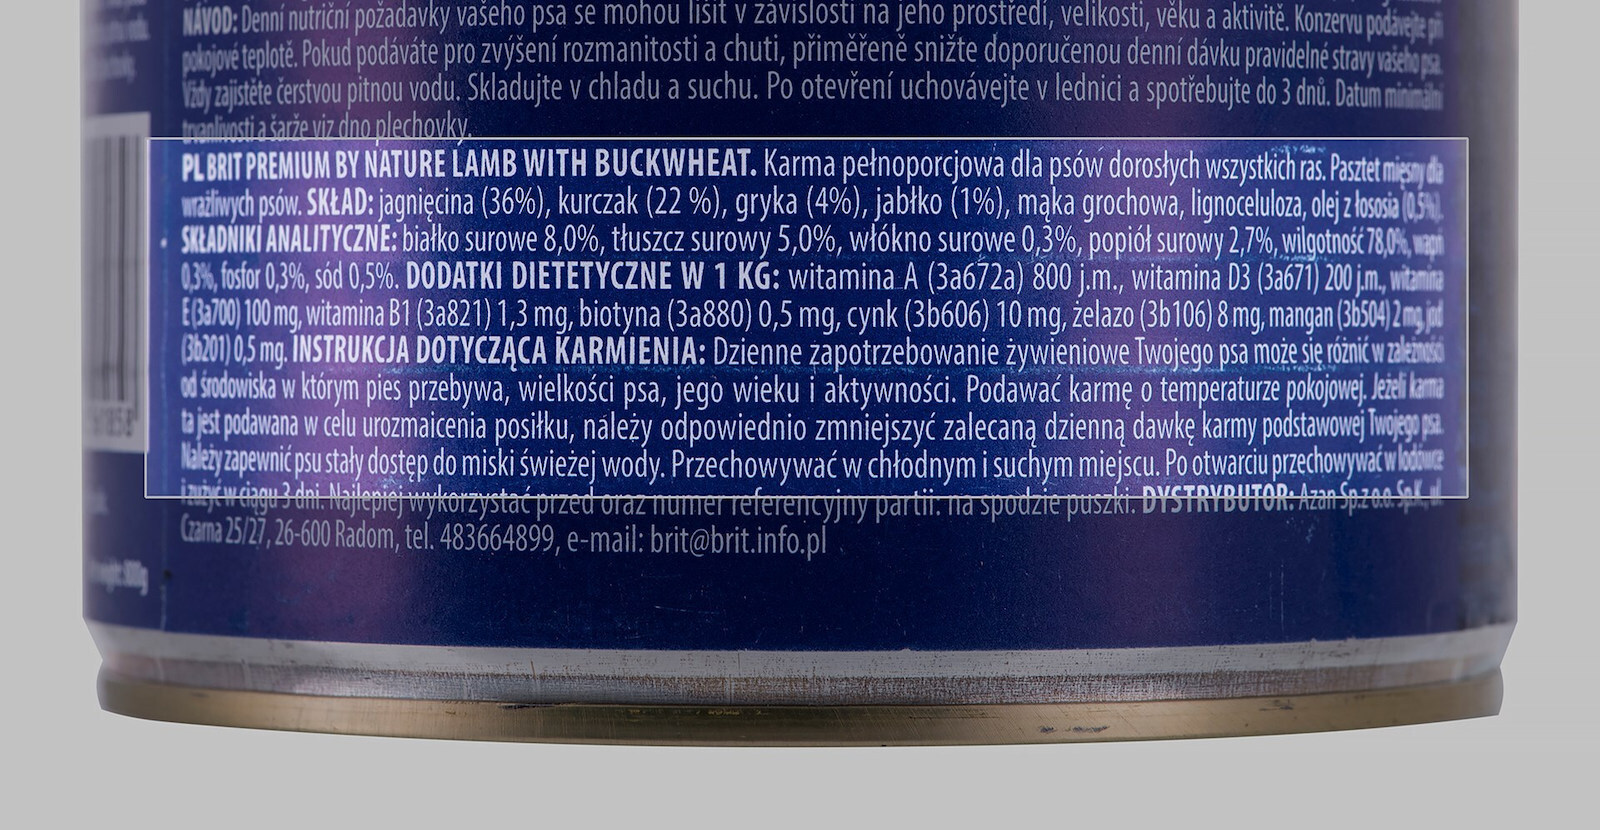 NÁVOD: Denní nutriční požadavky vašeho psa se mohou lišit v závislosti na jeho prostředí, velikosti, věku a aktivitě. Konzervu podávejte při
pokojové teplotě. Pokud podáváte pro zvýšení rozmanitosti a chuti, přiměřeně snižte doporučenou denní dávku pravidelné stravy vašeho psa.
Vždy zajistěte čerstvou pitnou vodu. Skladujte v chladu a suchu. Po otevření uchovávejte v lednici a spotřebujte do 3 dnů. Datum minimální
trvanlivosti a šarže viz dno plechovky.
PL BRIT PREMIUM BY NATURE LAMB WITH BUCKWHEAT. Karma pełnoporcjowa dla psów dorosłych wszystkich ras. Pasztet mięsny dla
wrażliwych psów. SKŁAD: jagnięcina (36%), kurczak (22 %), gryka (4%), jabłko (1%), mąka grochowa, lignoceluloza, olej z łososia (0,5%).
SKŁADNIKI ANALITYCZNE: białko surowe 8,0%, tłuszcz surowy 5,0%, włókno surowe 0,3%, popiół surowy 2,7%, wilgotność 78,0%, wapń
0,3%, fosfor 0,3%, sód 0,5%. DODATKI DIETETYCZNE W 1 KG: witamina A (3a672a) 800 j.m., witamina D3 (3a671) 200 j.m., witamina
E (3a700) 100 mg, witamina B1 (3a821) 1,3 mg, biotyna (3a880) 0,5 mg, cynk (3b606) 10 mg, żelazo (3b106) 8 mg, mangan (3b504) 2 mg, jod
(3b201) 0,5 mg. INSTRUKCJA DOTYCZĄCA KARMIENIA: Dzienne zapotrzebowanie żywieniowe Twojego psa może się różnić w zależności
od środowiska w którym pies przebywa, wielkości psa, jego wieku i aktywności. Podawać karmę o temperaturze pokojowej. Jeżeli karma
ta jest podawana w celu urozmaicenia posiłku, należy odpowiednio zmniejszyć zalecaną dzienną dawkę karmy podstawowej Twojego psa.
Należy zapewnić psu stały dostęp do miski świeżej wody. Przechowywać w chłodnym i suchym miejscu. Po otwarciu przechowywać w lodówce
i zużyć w ciągu 3 dni. Najlepiej wykorzystać przed oraz numer referencyjny partii: na spodzie puszki. DYSTRYBUTOR: Azan Sp.z o.o. Sp.K., ul.
Czarna 25/27, 26-600 Radom, tel. 483664899, e-mail: brit@brit.info.pl